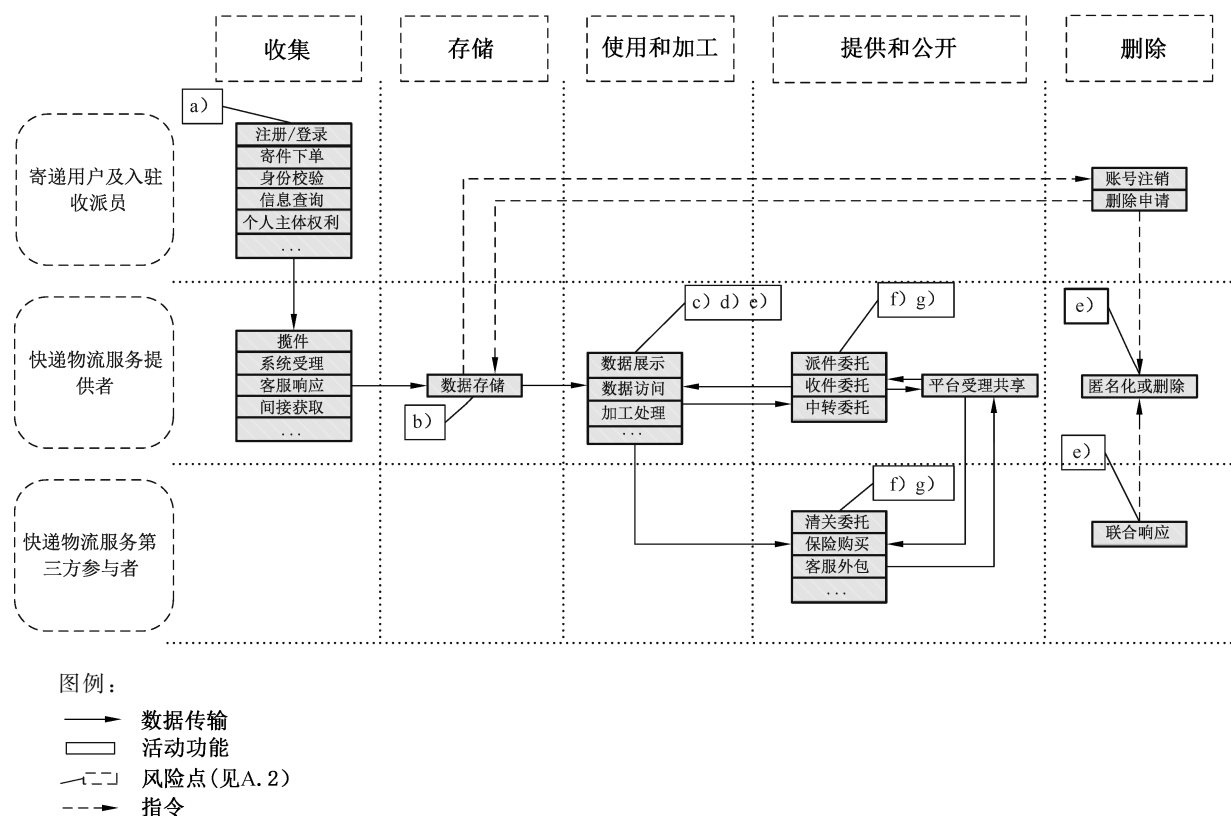 收集
存储
使用和加工
提供和公开
删除
a）
寄递用户及入驻
收派员
注册/登录
寄件下单
身份校验
信息查询
个人主体权利
...
账号注销
删除申请
快递物流服务提
供者
揽件
系统受理
客服响应
间接获取
...
数据存储
b）
c）d）e）
数据展示
数据访问
加工处理
...
f）g）
派件委托
收件委托
中转委托
平台受理共享
e）
匿名化或删除
快递物流服务第
三方参与者
f）g）
清关委托
保险购买
客服外包
...
e）
联合响应
图例：
数据传输
活动功能
风险点(见A.2)
指令